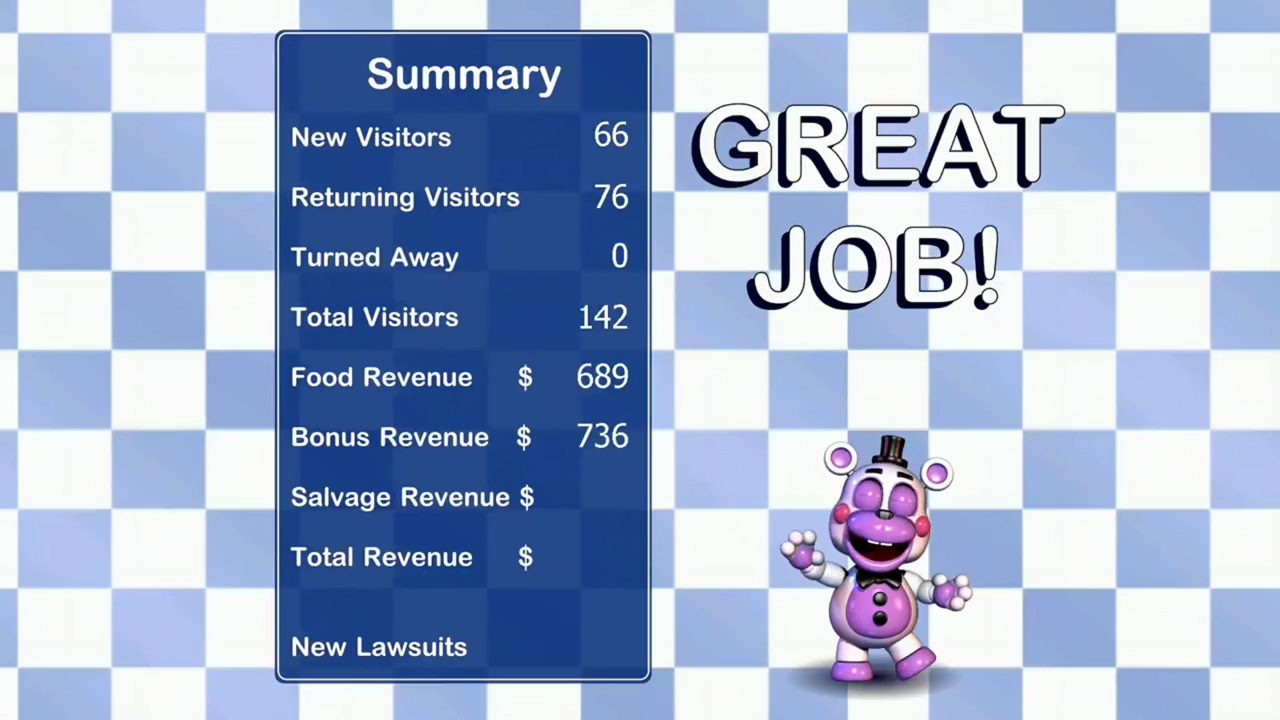 Summary
New Visitors 66
Returning Visitors 76
Turned Away 0
Total Visitors 142
Food Revenue $ 689
Bonus Revenue $ 736
Salvage Revenue $
Total Revenue $
New Lawsuits
GREAT
JOB!